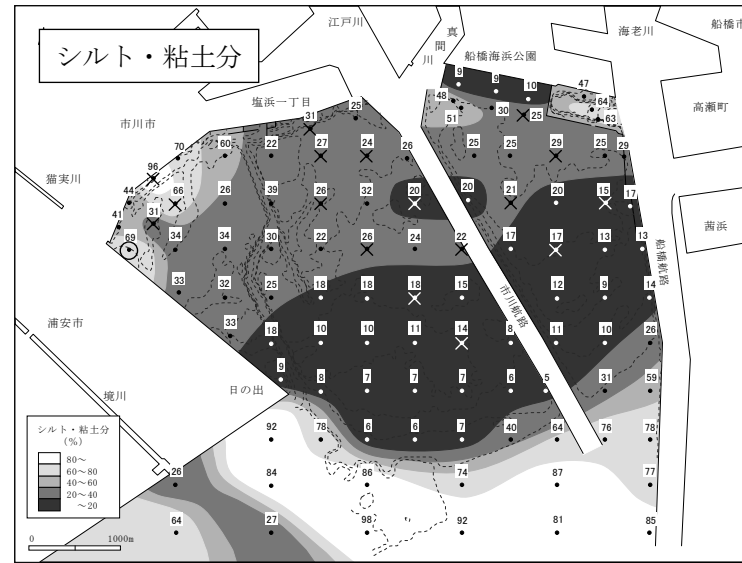 シルト・粘土分
江戸川
真間川
船橋海浜公園
海老川
船橋市
高瀬町
茜浜
船橋航路
市川航路
塩浜一丁目
市川市
猫実川
浦安市
境川
日の出
9 9 10 47
48 30 64
51 25 63
31 25
70 60 22 27 24 26 25 25 29 25 29
96
44 66 26 39 26 32 20 20 21 20 15 17
41 31
69 34 34 30 22 26 24 22 17 17 13 13
33 32 25 18 18 18 15 12 9 14
33 18 10 10 11 14 8 11 10 26
9 8 7 7 7 6 5 31 59
92 78 6 6 7 40 64 76 78
26 84 86 74 87 77
64 27 98 92 81 85
シルト・粘土分
(%)
80～
60～80
40～60
20～40
～20
0 1000m